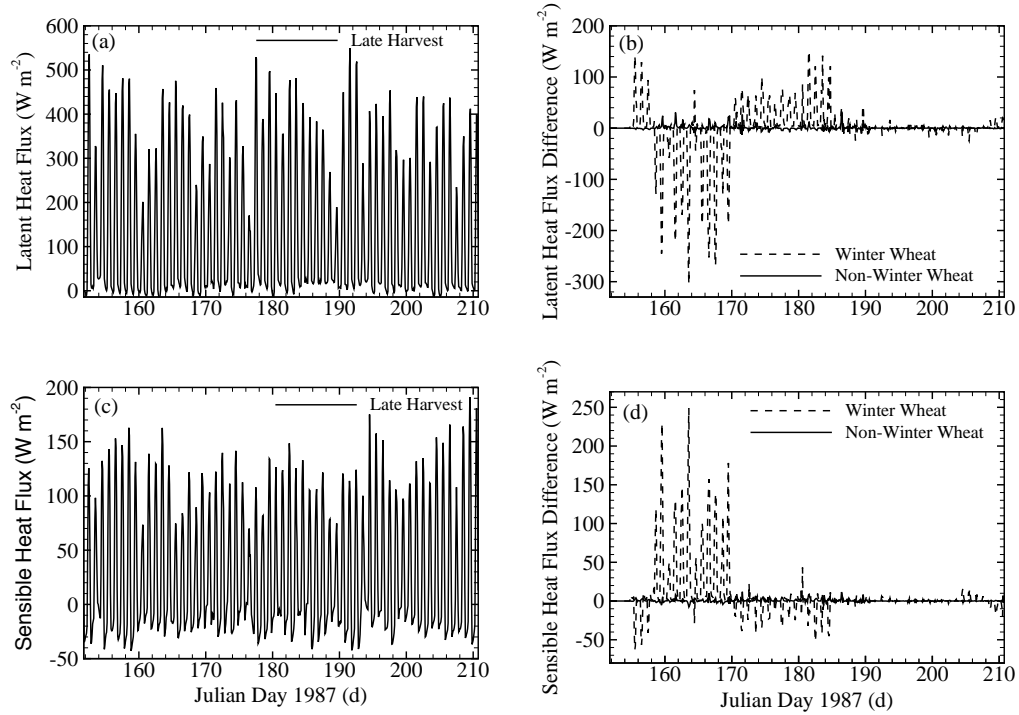 (a)
Late Harvest
Latent Heat Flux (W m-2)
600
500
400
300
200
100
0
160 170 180 190 200 210
(b)
Winter Wheat
Non-Winter Wheat
Latent Heat Flux Difference (W m-2)
200
100
0
-100
-200
-300
160 170 180 190 200 210
(c)
Late Harvest
Sensible Heat Flux (W m-2)
200
150
100
50
0
-50
160 170 180 190 200 210
Julian Day 1987 (d)
(d)
Winter Wheat
Non-Winter Wheat
Sensible Heat Flux Difference (W m-2)
250
200
150
100
50
0
-50
160 170 180 190 200 210
Julian Day 1987 (d)